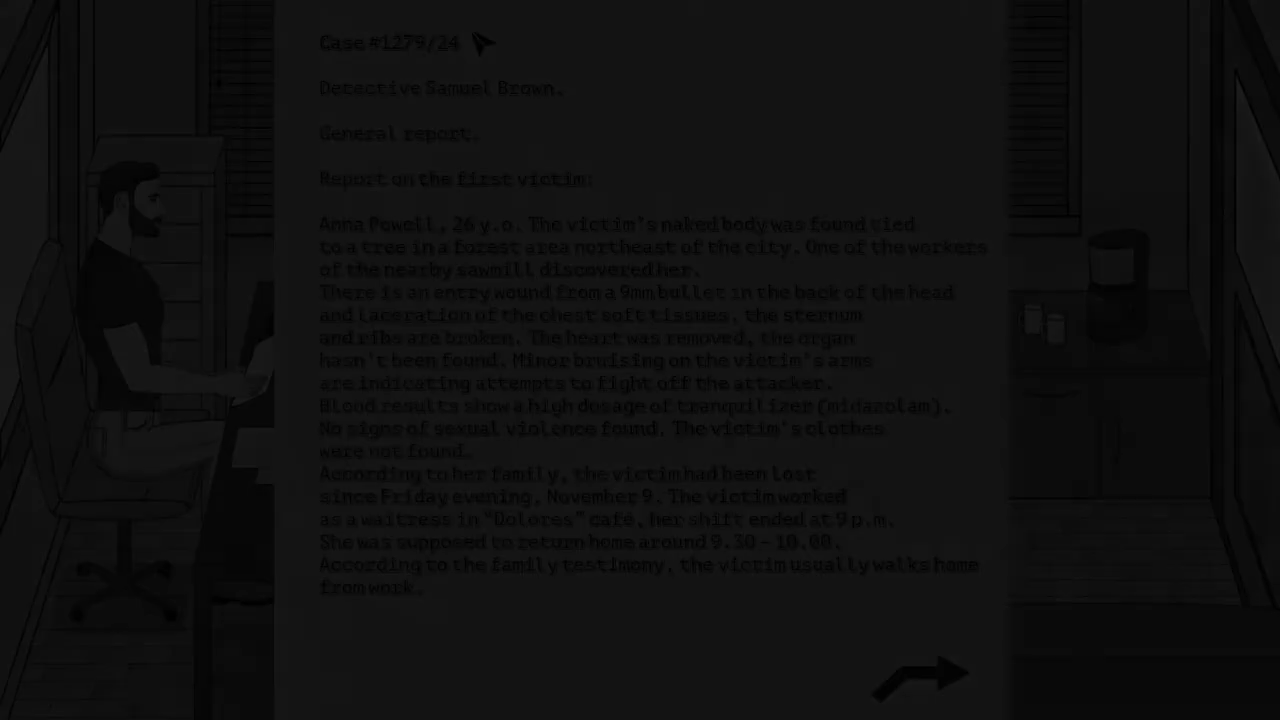 Case #1279/24
Detective Samuel Brown.
General report.
Report on the first victim:
Anna Powell, 26 y.o. The victim's naked body was found tied
to a tree in a forest area northeast of the city. One of the workers
of the nearby sawmill discovered her.
There is an entry wound from a 9mm bullet in the back of the head
and laceration of the chest soft tissues, the sternum
and ribs are broken. The heart was removed, the organ
hasn't been found. Minor bruising on the victim's arms
are indicating attempts to fight off the attacker.
Blood results show a high dosage of tranquilizer (midazolam).
No signs of sexual violence found. The victim's clothes
were not found.
According to her family, the victim had been lost
since Friday evening, November 9. The victim worked
as a waitress in "Dolores" cafe, her shift ended at 9 p.m.
She was supposed to return home around 9.30 - 10.00.
According to the family testimony, the victim usually walks home
from work.